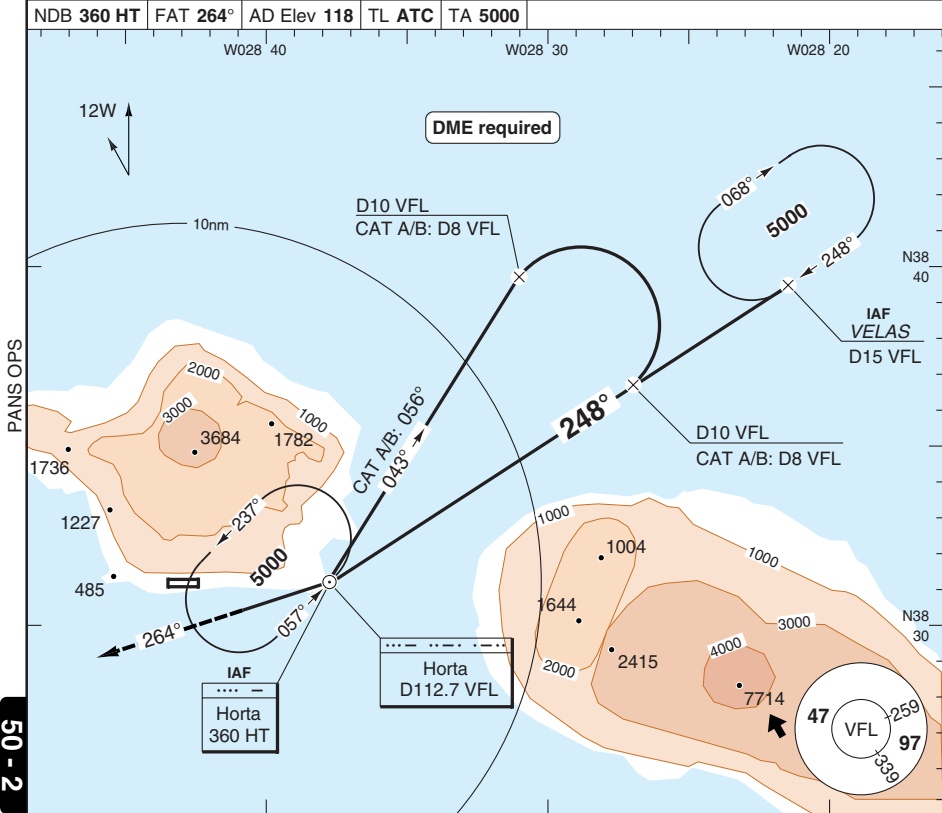 NDB 360 HT FAT 264° AD Elev 118 TL ATC TA 5000
W028 40
W028 30
W028 20
12W
DME required
068°
5000
248°
D10 VFL
CAT A/B: D8 VFL
10nm
N38
40
IAF
VELAS
D15 VFL
PANS OPS
2000
3000
3684
1782
1000
1736
CAT A/B: 056°
043°
248°
D10 VFL
CAT A/B: D8 VFL
1227
237°
5000
485
057°
264°
1000
1004
1000
1644
3000
N38
30
2000
2415
4000
7714
IAF
Horta
360 HT
Horta
D112.7 VFL
47
VFL
259
97
339
50 - 2